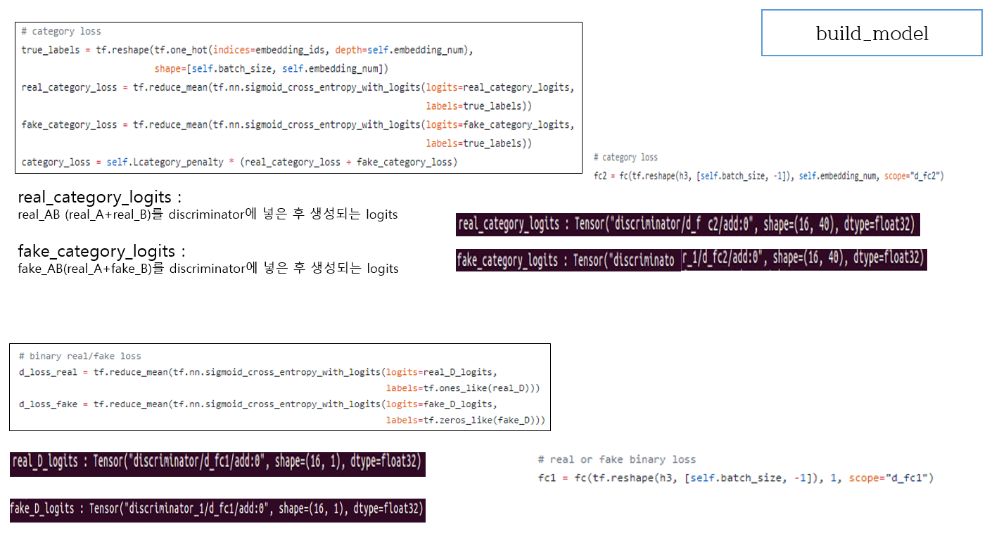 build_model
# category loss
true_labels = tf.reshape(tf.one_hot(indices=embedding_ids, depth=self.embedding_num),
shape=[self.batch_size, self.embedding_num])
real_category_loss = tf.reduce_mean(tf.nn.sigmoid_cross_entropy_with_logits(logits=real_category_logits,
labels=true_labels))
fake_category_loss = tf.reduce_mean(tf.nn.sigmoid_cross_entropy_with_logits(logits=fake_category_logits,
labels=true_labels))
category_loss = self.Lcategory_penalty * (real_category_loss + fake_category_loss)
# category loss
fc2 = fc(tf.reshape(h3, [self.batch_size, -1]), self.embedding_num, scope="d_fc2")
real_category_logits :
real_AB (real_A+real_B)를 discriminator에 넣은 후 생성되는 logits
real_category_logits : Tensor("discriminator/d_f c2/add:0", shape=(16, 40), dtype=float32)
fake_category_logits :
fake_AB(real_A+fake_B)를 discriminator에 넣은 후 생성되는 logits
fake_category_logits : Tensor("discriminato r_1/d_fc2/add:0", shape=(16, 40), dtype=float32)
# binary real/fake loss
d_loss_real = tf.reduce_mean(tf.nn.sigmoid_cross_entropy_with_logits(logits=real_D_logits,
labels=tf.ones_like(real_D)))
d_loss_fake = tf.reduce_mean(tf.nn.sigmoid_cross_entropy_with_logits(logits=fake_D_logits,
labels=tf.zeros_like(fake_D)))
real_D_logits : Tensor("discriminator/d_fc1/add:0", shape=(16, 1), dtype=float32)
fake_D_logits : Tensor("discriminator_1/d_fc1/add:0", shape=(16, 1), dtype=float32)
# real or fake binary loss
fc1 = fc(tf.reshape(h3, [self.batch_size, -1]), 1, scope="d_fc1")